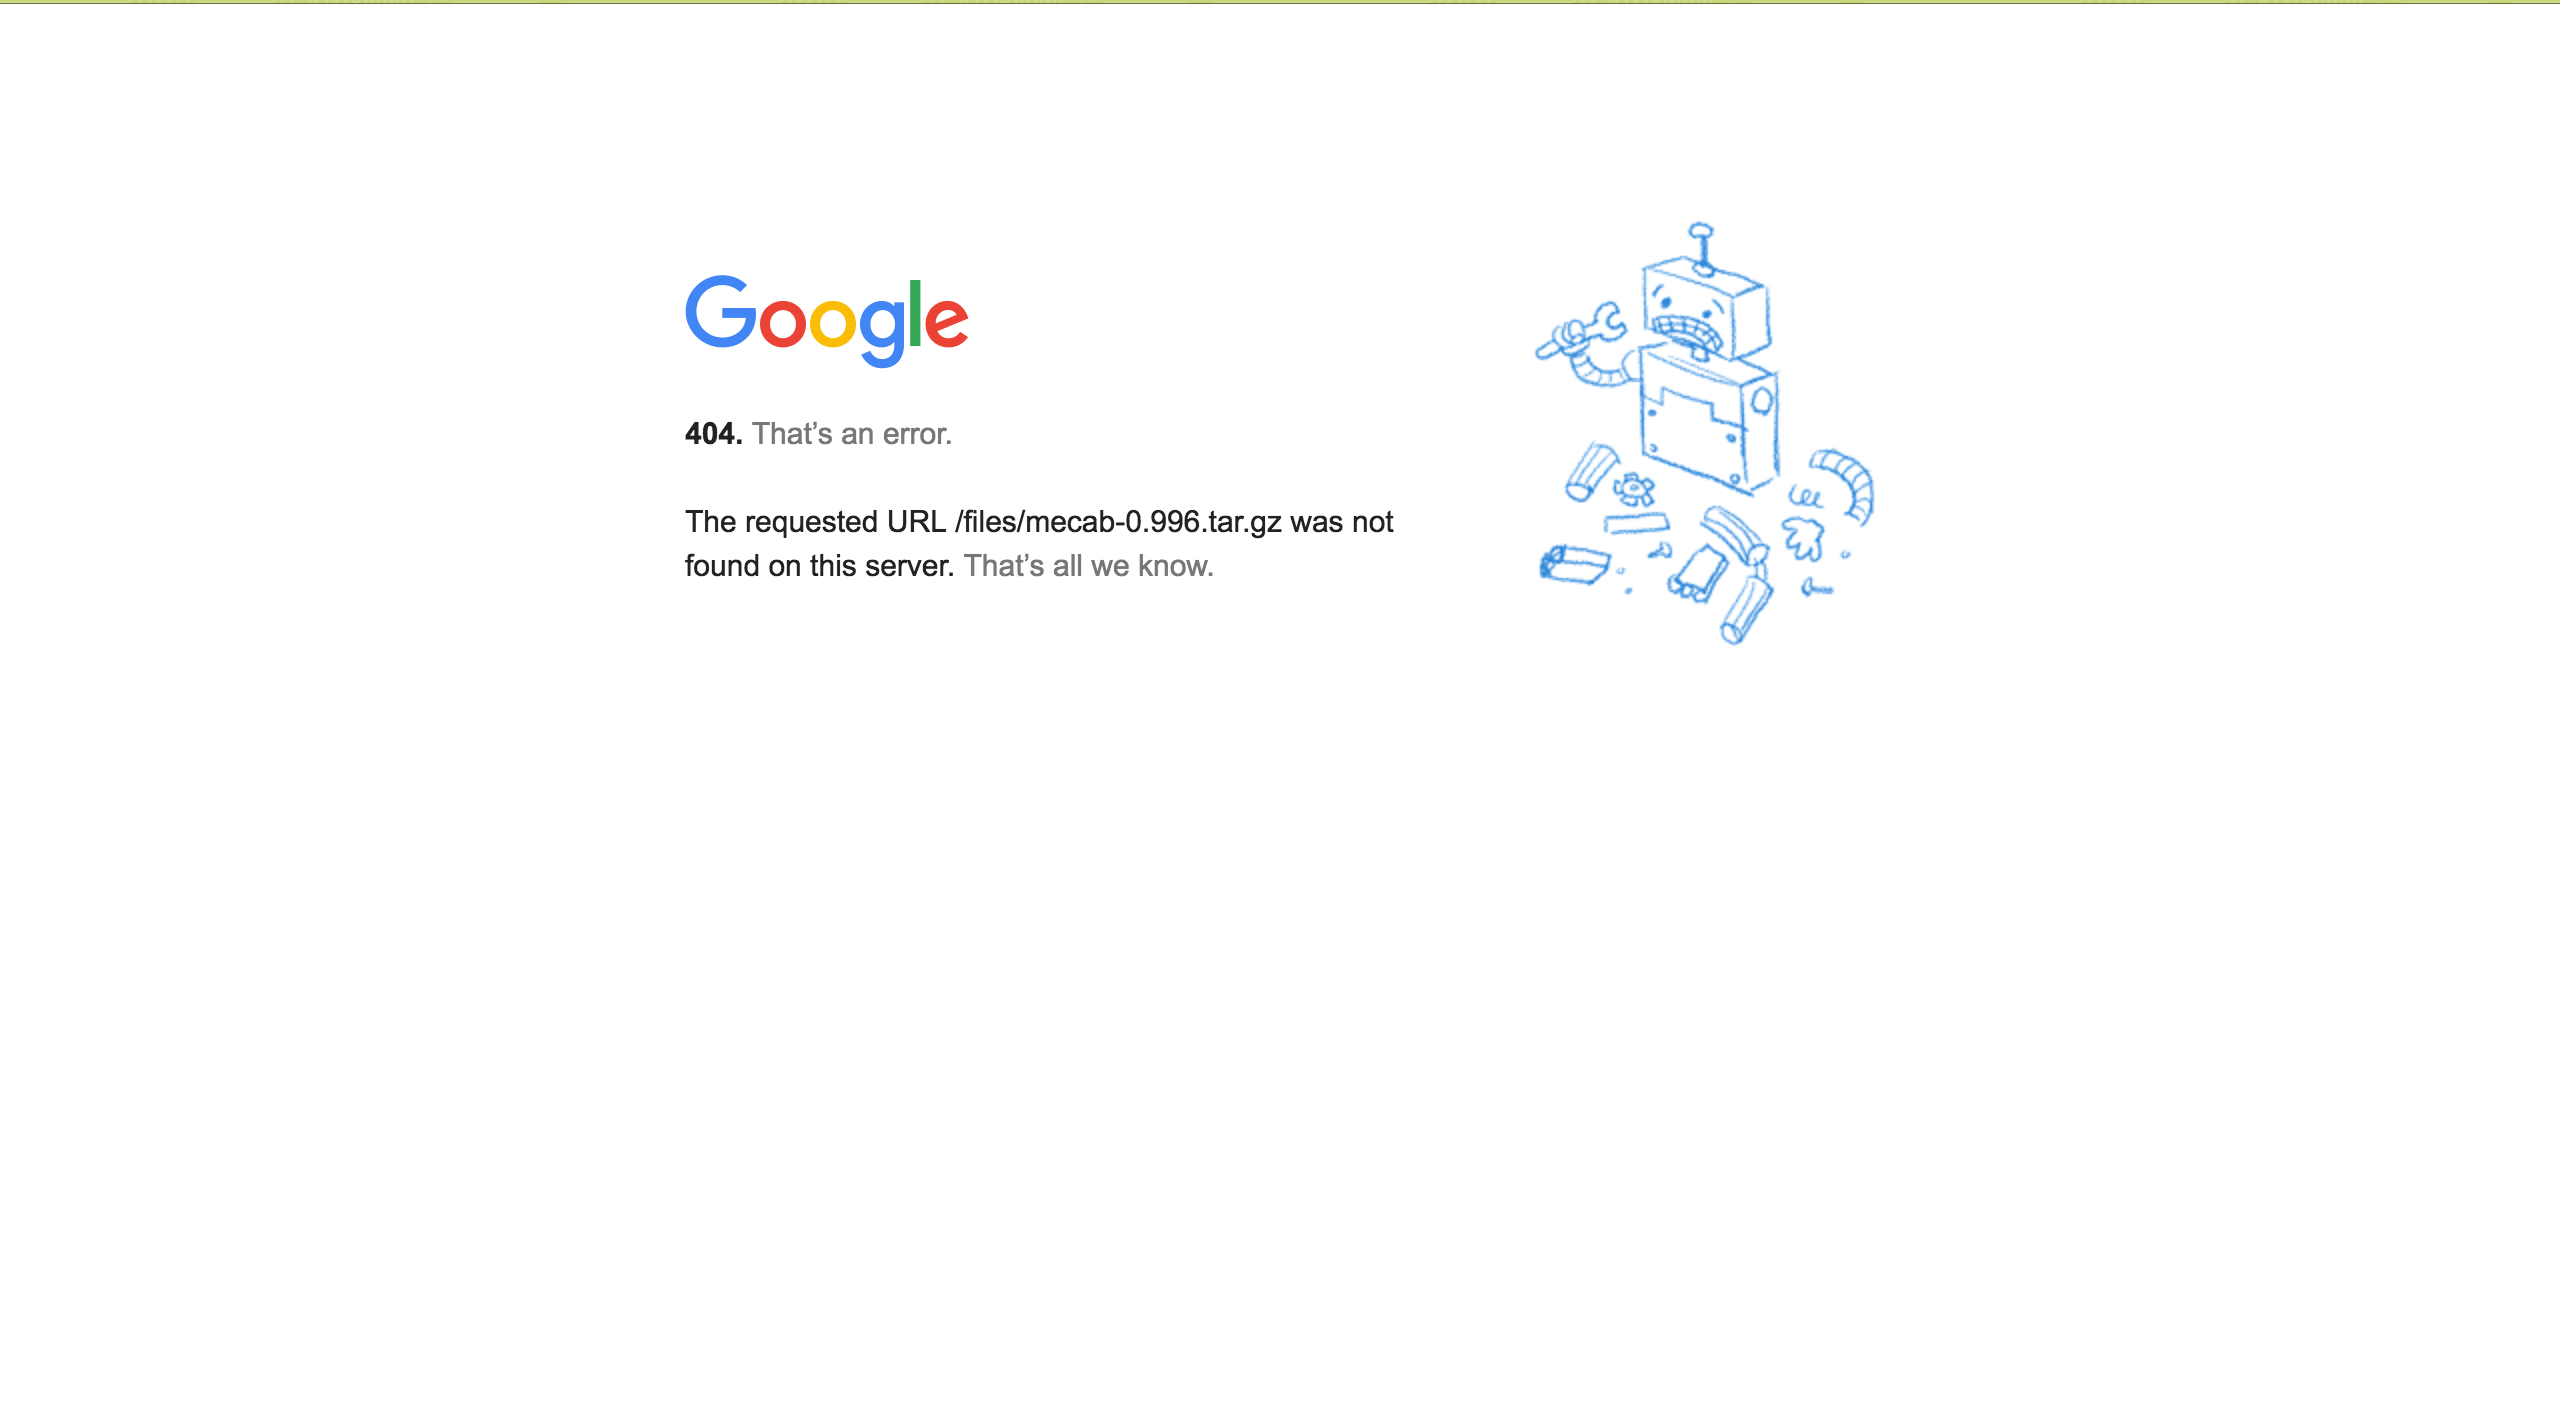 Google
404. That’s an error.
The requested URL /files/mecab-0.996.tar.gz was not
found on this server. That’s all we know.